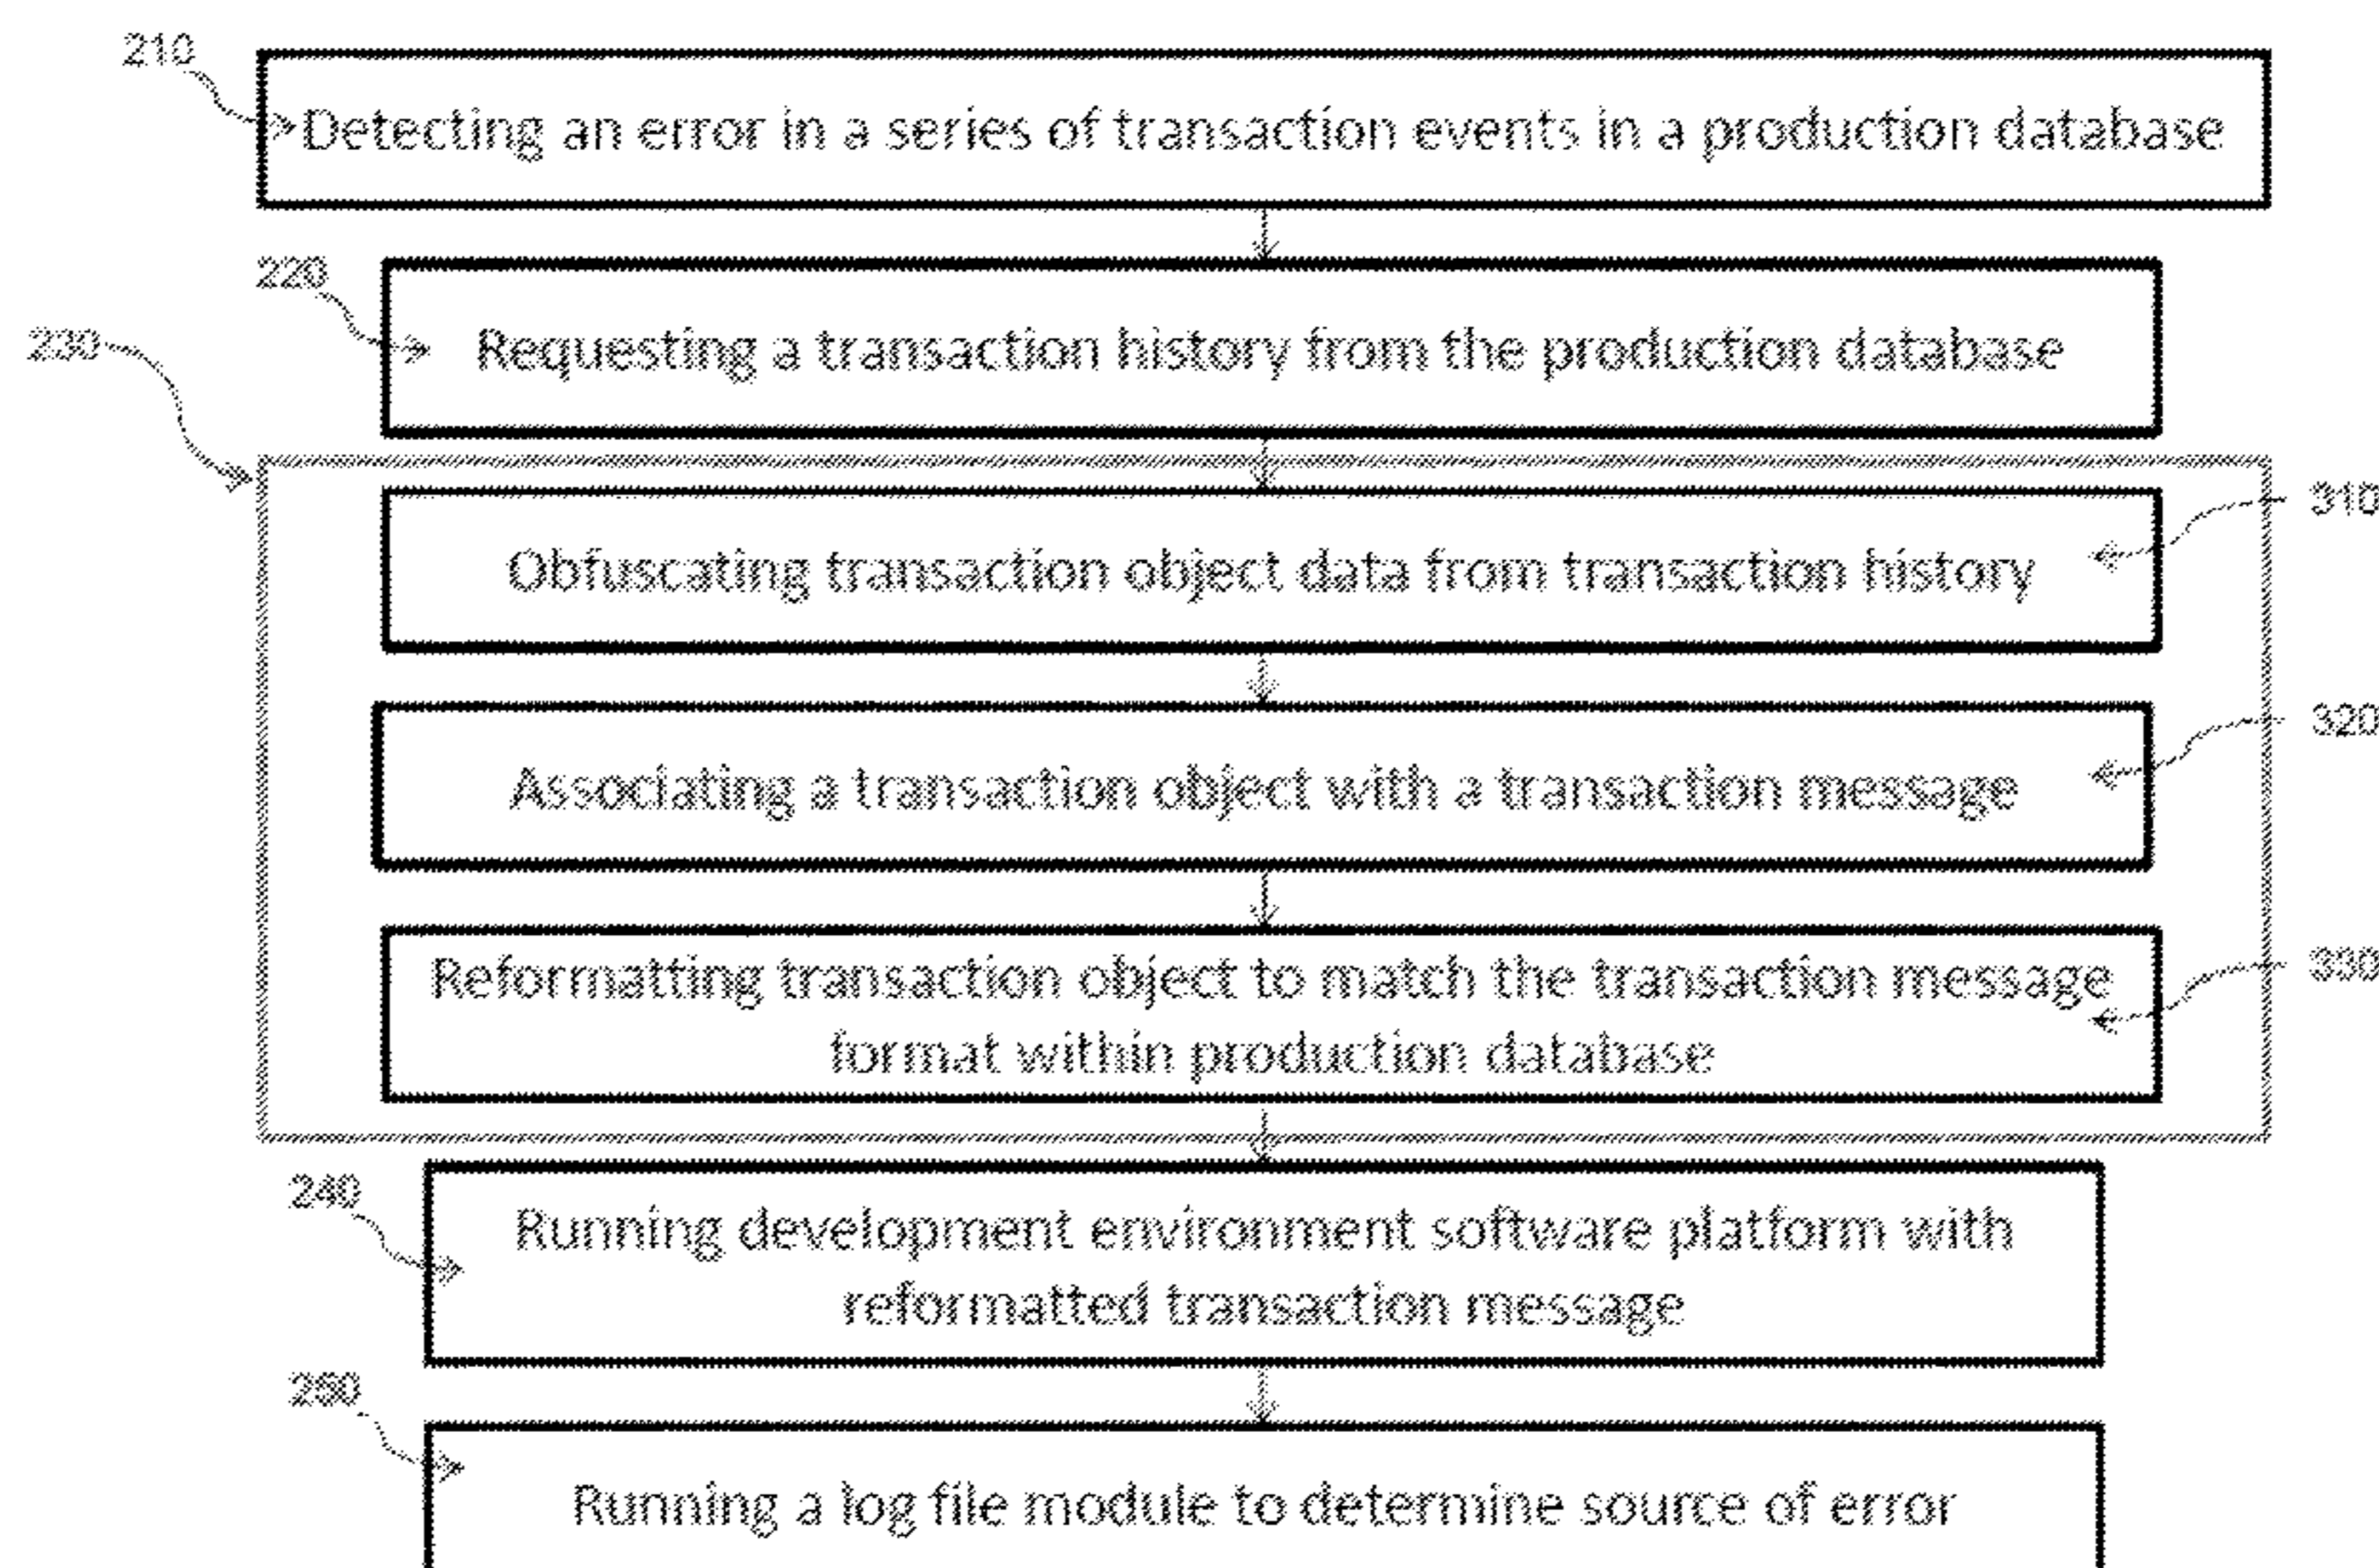 210
Detecting an error in a series of transaction events in a production database
220
Requesting a transaction history from the production database
230
310
Obfuscating transaction object data from transaction history
320
Associating a transaction object with a transaction message
330
Reformatting transaction object to match the transaction message
format within production database
240
Running development environment software platform with
reformatted transaction message
250
Running a log file module to determine source of error